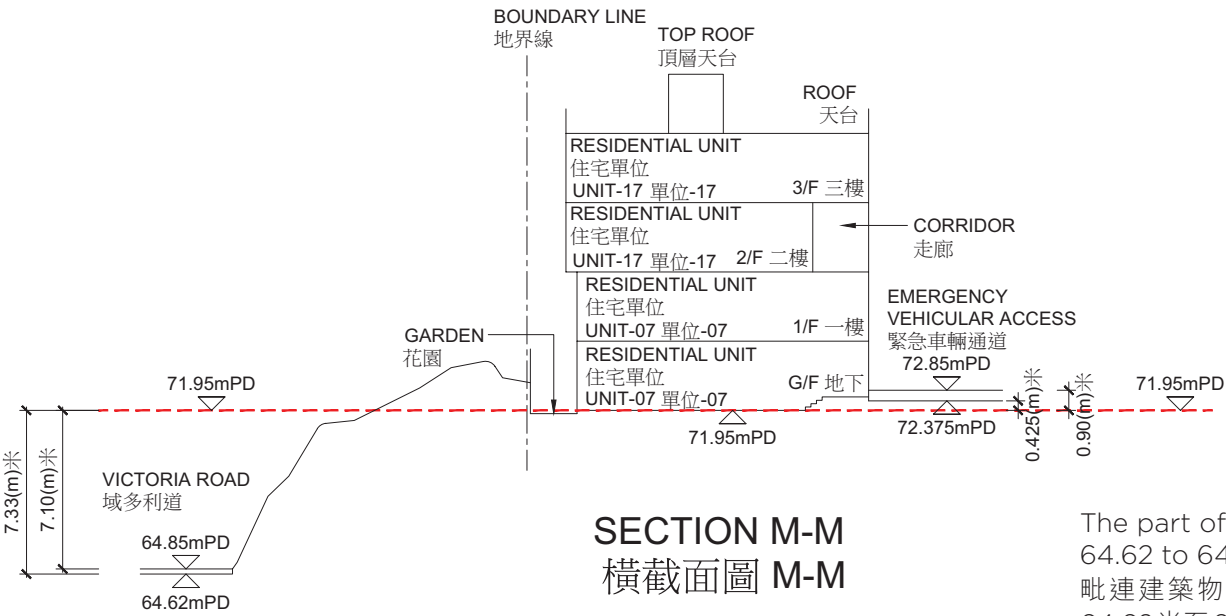 BOUNDARY LINE
地界線
TOP ROOF
頂層天台
ROOF
天台
RESIDENTIAL UNIT
住宅單位
UNIT-17 單位-17
3/F 三樓
RESIDENTIAL UNIT
住宅單位
UNIT-17 單位-17
2/F 二樓
CORRIDOR
走廊
RESIDENTIAL UNIT
住宅單位
UNIT-07 單位-07
1/F 一樓
EMERGENCY
VEHICULAR ACCESS
緊急車輛通道
72.85mPD
GARDEN
花園
RESIDENTIAL UNIT
住宅單位
UNIT-07 單位-07
G/F 地下
71.95mPD
71.95mPD
71.95mPD
72.375mPD
0.425(m)米
0.90(m)米
7.33(m)米
7.10(m)米
VICTORIA ROAD
域多利道
64.85mPD
64.62mPD
SECTION M-M
橫截面圖 M-M
The part of
64.62 to 64
毗連建築物